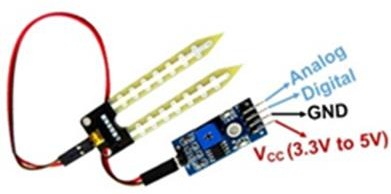 Analog
Digital
GND
VCC (3.3V to 5V)